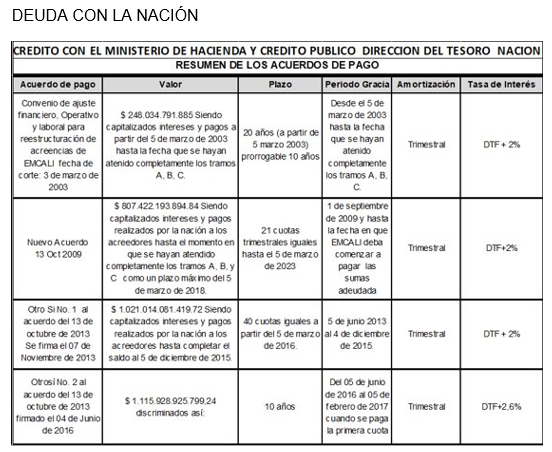 DEUDA CON LA NACIÓN
CREDITO CON EL MINISTERIO DE HACIENDA Y CREDITO PUBLICO DIRECCION DEL TESORO NACION
RESUMEN DE LOS ACUERDOS DE PAGO
Acuerdo de pago
Valor
Plazo
Periodo Gracia
Amortización
Tasa de Interés
Convenio de ajuste
financiero, Operativo
y laboral para
reestructuración de
acreencias de
EMCALI fecha de
corte: 3 de marzo de
2003
$ 248.034.791.885 Siendo
capitalizados intereses y pagos a
partir del 5 de marzo de 2003
hasta la fecha que se hayan
atenido completamente los tramos
A, B, C.
20 años (a partir de
5 marzo 2003)
prorrogable 10 años
Desde el 5 de
marzo de 2003
hasta la fecha
que se hayan
atenido
completamente
los tramos A, B,
C.
Trimestral
DTF + 2%
Nuevo Acuerdo
13 Oct 2009
$ 807.422.193.894.84 Siendo
capitalizados intereses y pagos
realizados por la nación a los
acreedores hasta el momento en
que se hayan atendido
completamente los tramos A, B, y
C como un plazo máximo del 5
de marzo de 2018.
21 cuotas
trimestrales iguales
hasta el 5 de marzo
de 2023
1 de septiembre
de 2009 y hasta
la fecha en que
EMCALI deba
comenzar a
pagar las
sumas
adeudada
Trimestral
DTF+2%
Otro Si No. 1 al
acuerdo del 13 de
octubre de 2013
Se firma el 07 de
Noviembre de 2013
$ 1.021.014.081.419.72 Siendo
capitalizados intereses y pagos
realizados por la nación a los
acreedores hasta completar el
saldo al 5 de diciembre de 2015.
40 cuotas iguales a
partir del 5 de marzo
de 2016.
5 de junio 2013
al 4 de diciembre
de 2015.
Trimestral
DTF + 2%
Otrosí No. 2 al
acuerdo del 13 de
octubre de 2013
firmado el 04 de Junio
de 2016
$ 1.115.928.925.799,24
discriminados así:
10 años
Del 05 de junio
de 2016 al 05 de
febrero de 2017
cuando se paga
la primera cuota
Trimestral
DTF+2,6%